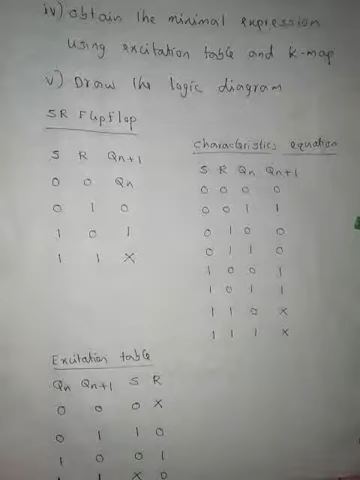 iv) obtain the minimal expression
using excitation table and k-map
v) Draw the logic diagram
SR FlipFlop
S R Qn+1
0 0 Qn
0 1 0
1 0 1
1 1 X
characteristics equation
S R Qn Qn+1
0 0 0 0
0 0 1 1
0 1 0 0
0 1 1 0
1 0 0 1
1 0 1 1
1 1 0 X
1 1 1 X
Excitation table
Qn Qn+1 S R
0 0 0 X
0 1 1 0
1 0 0 1
1 1 X 0